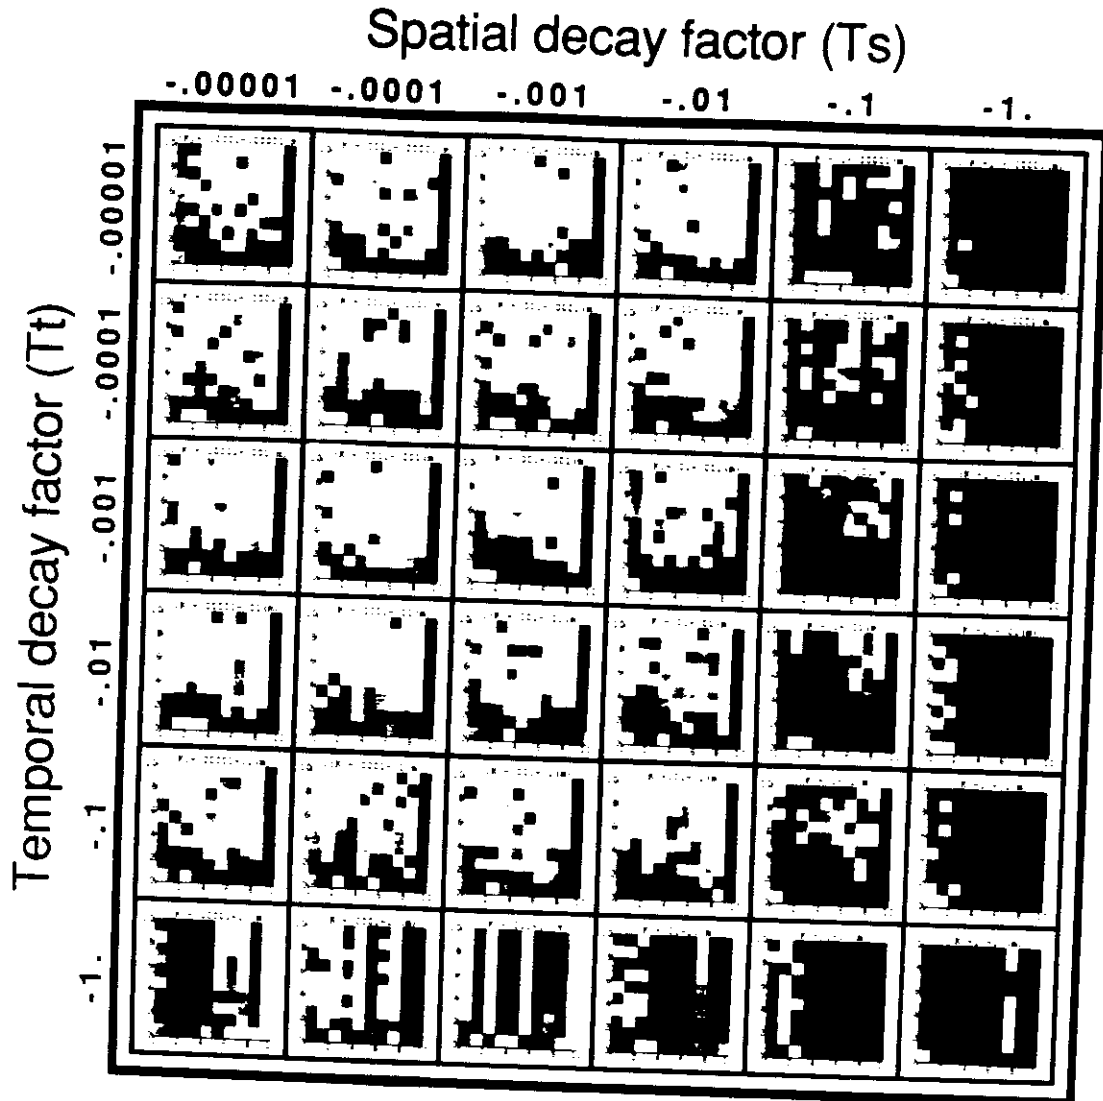 Spatial decay factor (Ts)
-.00001 -.0001 -.001 -.01 -.1 -1.
Temporal decay factor (Tt)
-.00001
-.0001
-.001
-.01
-.1
-1.